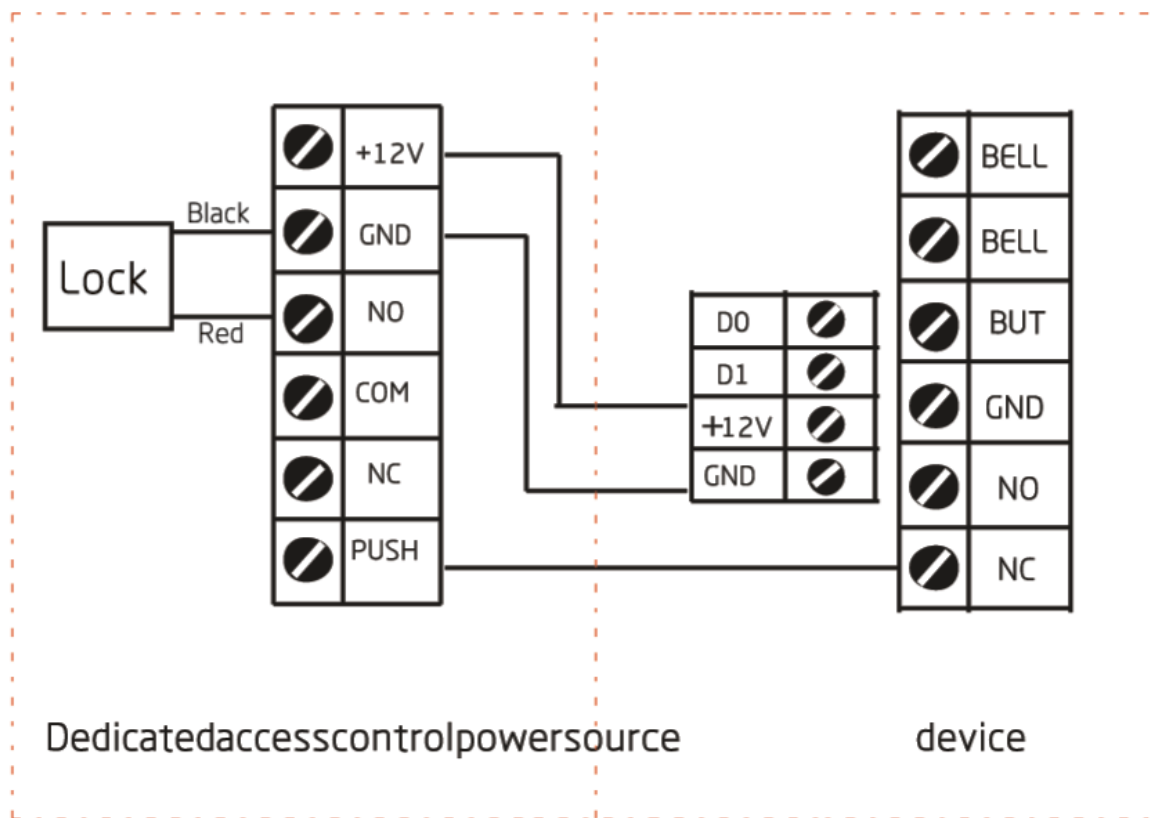 +12V
GND
NO
COM
NC
PUSH
Black
Lock
Red
D0
D1
+12V
GND
BELL
BELL
BUT
GND
NO
NC
Dedicatedaccesscontrolpowersource
device